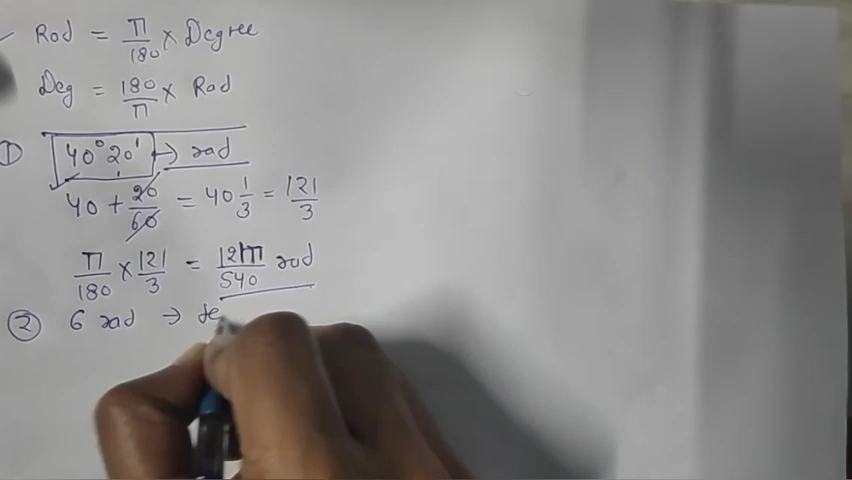 Rad = π/180 × Degree
Deg = 180/π × Rad
① 40°20' → rad
40 + 20/60 = 40 1/3 = 121/3
π/180 × 121/3 = 121π/540 rad
② 6 rad → de